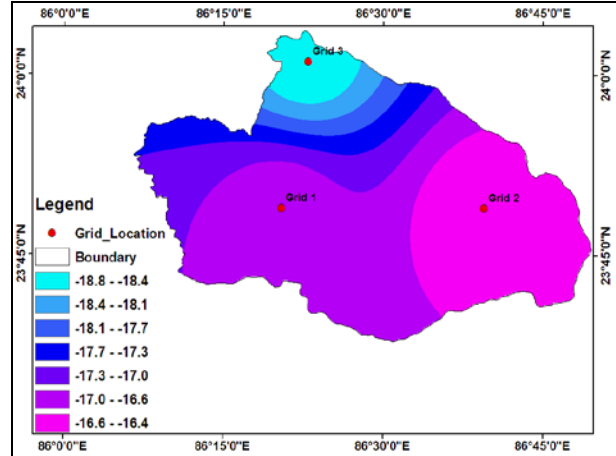 86°0'0"E 86°15'0"E 86°30'0"E 86°45'0"E
24°0'0"N 24°0'0"N
Grid 3
Grid 1
Grid 2
23°45'0"N 23°45'0"N
Legend
Grid_Location
Boundary
-18.8 - -18.4
-18.4 - -18.1
-18.1 - -17.7
-17.7 - -17.3
-17.3 - -17.0
-17.0 - -16.6
-16.6 - -16.4
86°0'0"E 86°15'0"E 86°30'0"E 86°45'0"E